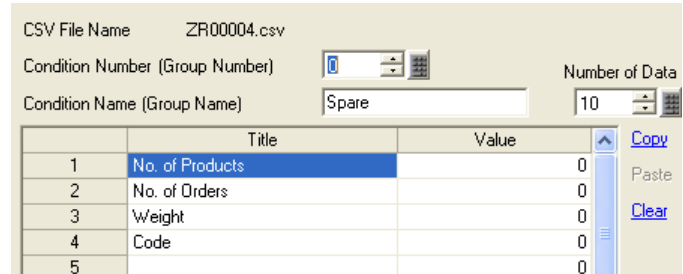 CSV File Name ZR00004.csv
Condition Number (Group Number) 0
Number of Data
Condition Name (Group Name) Spare 10
Title Value Copy
1 No. of Products 0 Paste
2 No. of Orders 0
3 Weight 0 Clear
4 Code 0
5 0